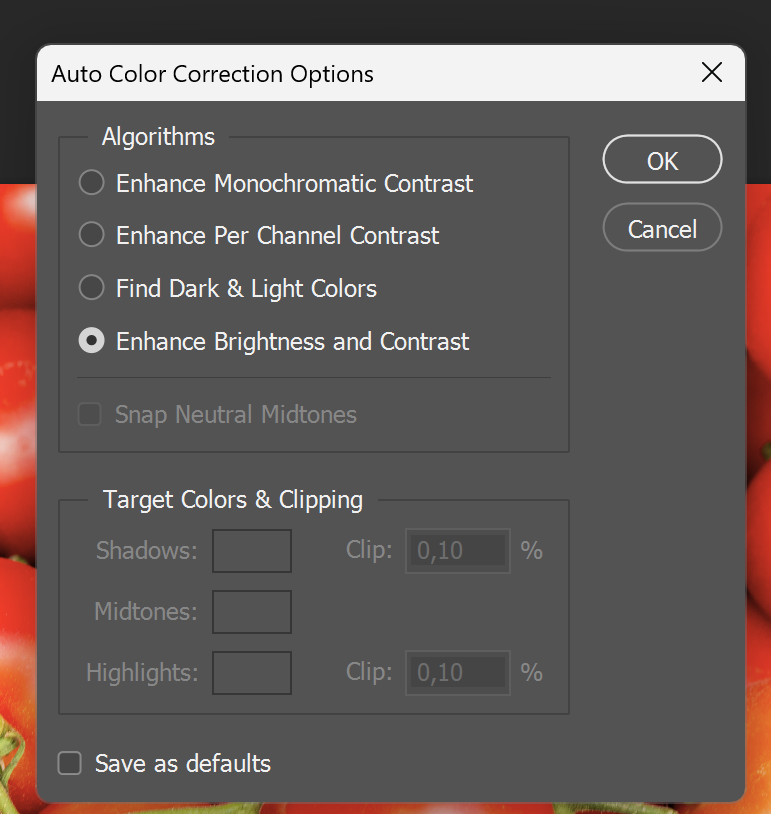 Auto Color Correction Options
Algorithms
Enhance Monochromatic Contrast
Enhance Per Channel Contrast
Find Dark & Light Colors
Enhance Brightness and Contrast
Snap Neutral Midtones
OK
Cancel
Target Colors & Clipping
Shadows: Clip: 0,10 %
Midtones:
Highlights: Clip: 0,10 %
Save as defaults